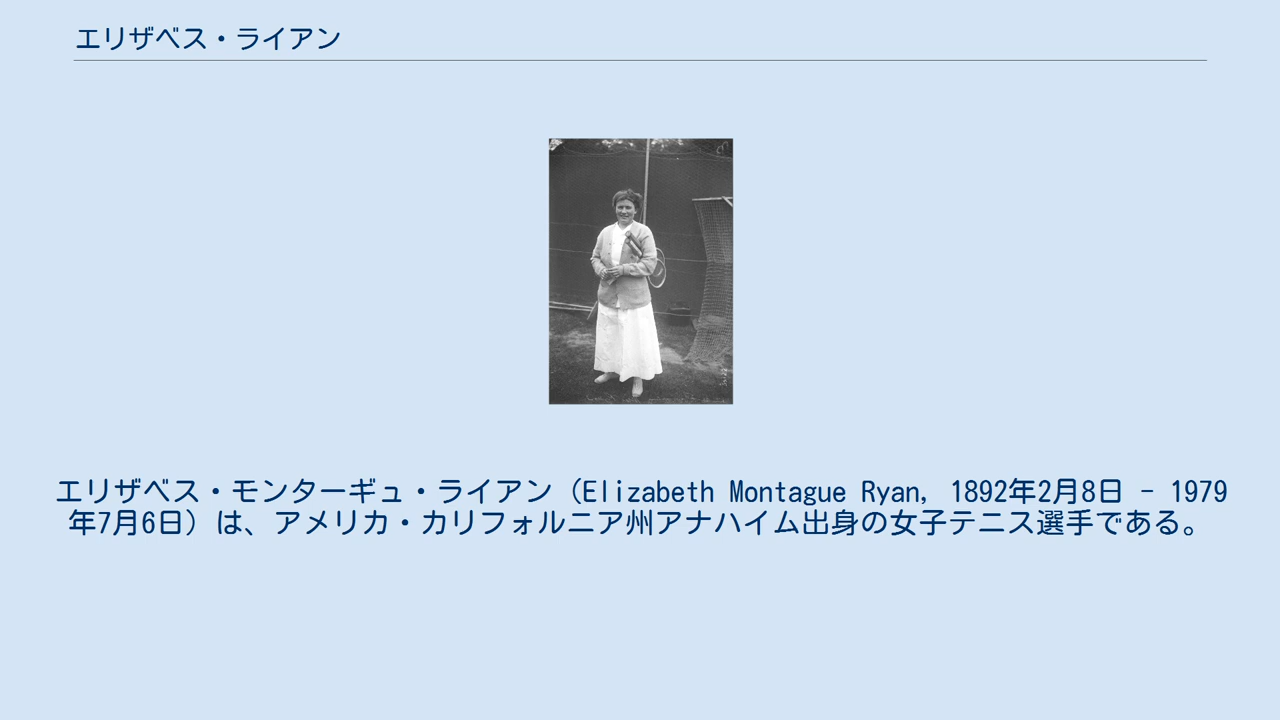 エリザベス・ライアン
エリザベス・モンターギュ・ライアン（Elizabeth Montague Ryan, 1892年2月8日 - 1979
年7月6日）は、アメリカ・カリフォルニア州アナハイム出身の女子テニス選手である。